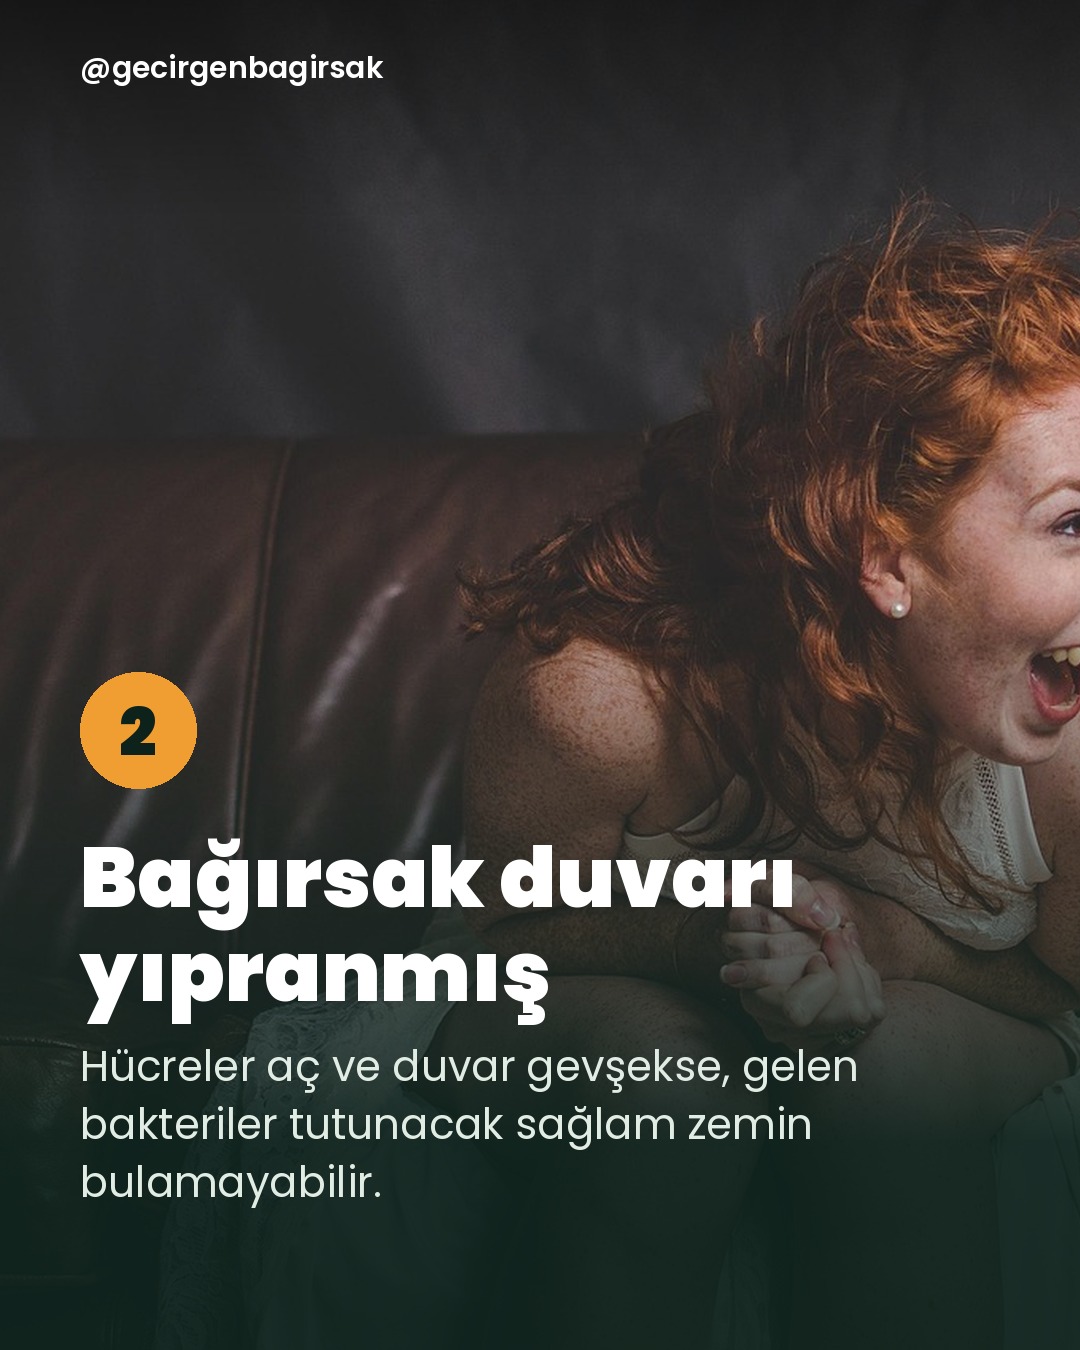 @gecirgenbagirsak
2
Bağırsak duvarı
yıpranmış
Hücreler aç ve duvar gevşekse, gelen
bakteriler tutunacak sağlam zemin
bulamayabilir.